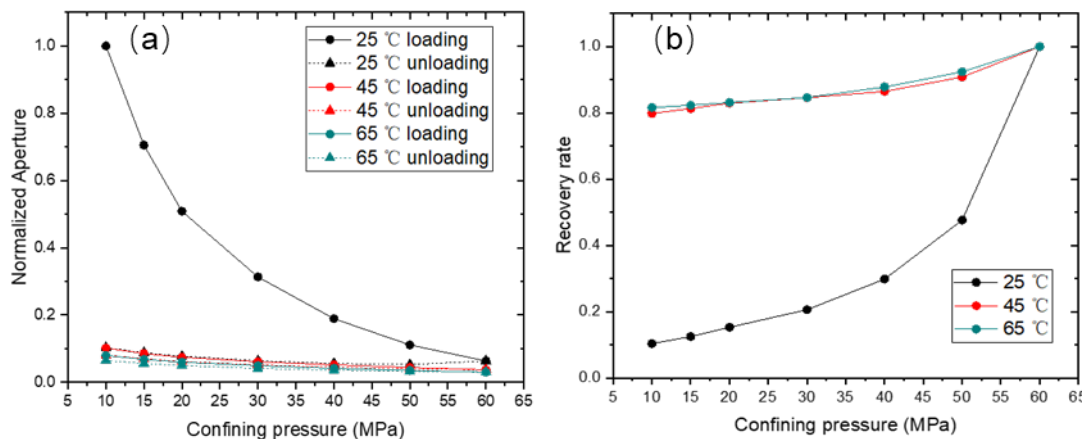 (a)
1.0
0.8
0.6
0.4
0.2
0.0
Normalized Aperture
25 ℃ loading
25 ℃ unloading
45 ℃ loading
45 ℃ unloading
65 ℃ loading
65 ℃ unloading
5 10 15 20 25 30 35 40 45 50 55 60 65
Confining pressure (MPa)
(b)
1.0
0.8
0.6
0.4
0.2
0.0
Recovery rate
25 ℃
45 ℃
65 ℃
5 10 15 20 25 30 35 40 45 50 55 60 65
Confining pressure (MPa)